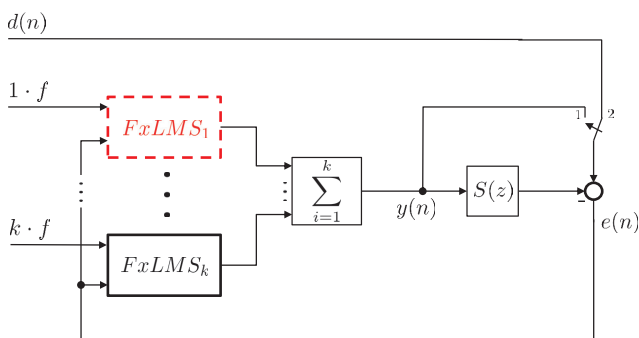 d(n)
1 · f
FxLMS₁
k · f
FxLMSₖ
k
∑
i=1
y(n)
S(z)
1
2
-
e(n)